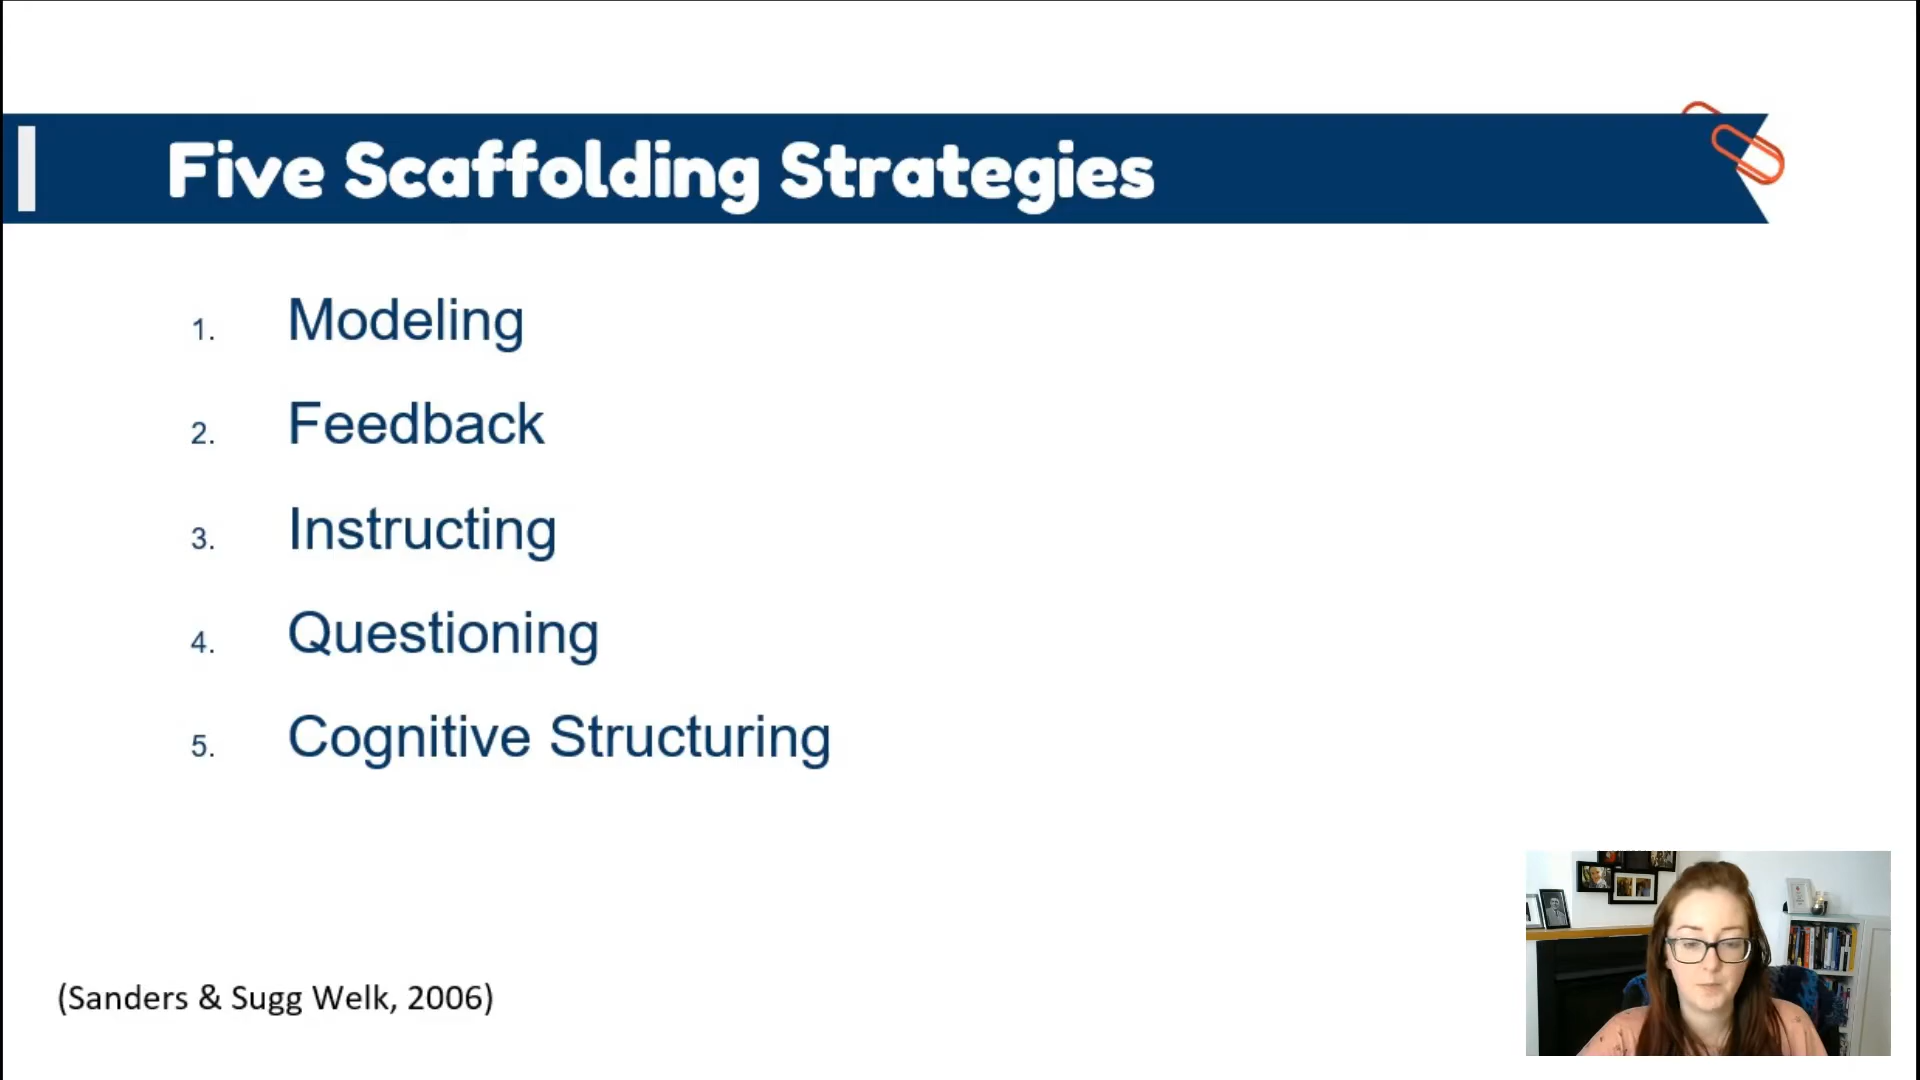 Five Scaffolding Strategies
1. Modeling
2. Feedback
3. Instructing
4. Questioning
5. Cognitive Structuring
(Sanders & Sugg Welk, 2006)